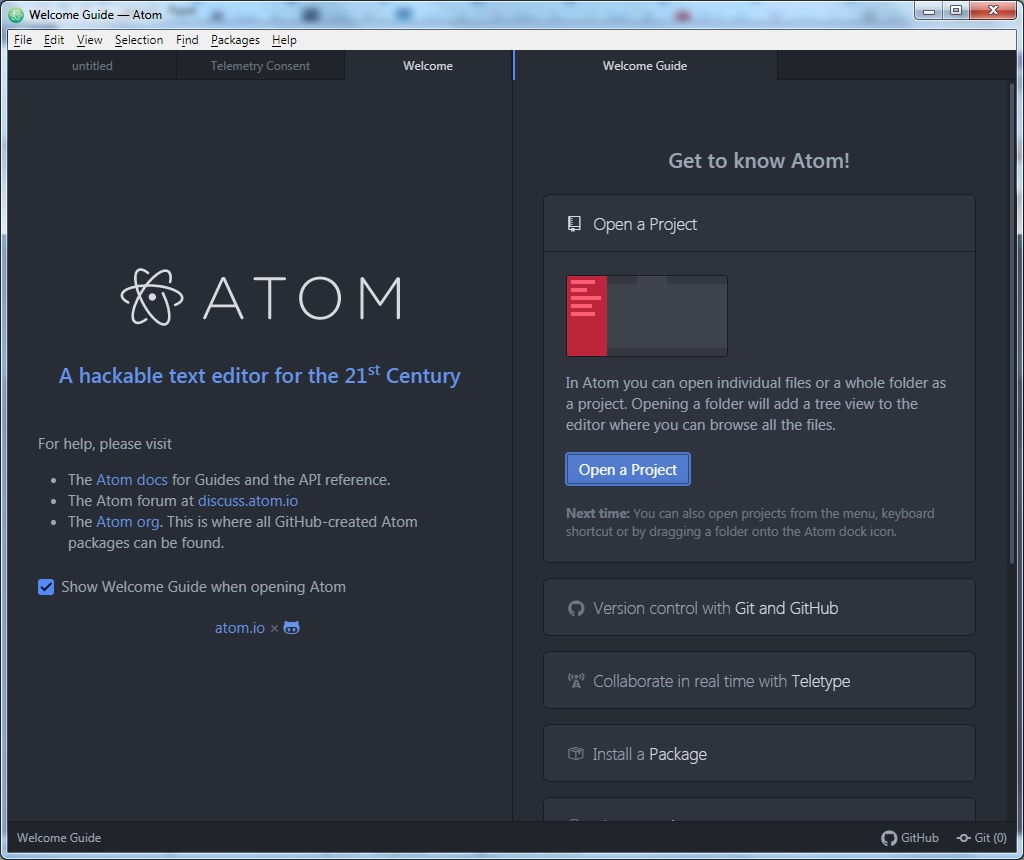 Welcome Guide — Atom
File Edit View Selection Find Packages Help
untitled Telemetry Consent Welcome Welcome Guide
ATOM
A hackable text editor for the 21st Century
For help, please visit
• The Atom docs for Guides and the API reference.
• The Atom forum at discuss.atom.io
• The Atom org. This is where all GitHub-created Atom
packages can be found.
Show Welcome Guide when opening Atom
atom.io ×
Get to know Atom!
Open a Project
In Atom you can open individual files or a whole folder as
a project. Opening a folder will add a tree view to the
editor where you can browse all the files.
Open a Project
Next time: You can also open projects from the menu, keyboard
shortcut or by dragging a folder onto the Atom dock icon.
Version control with Git and GitHub
Collaborate in real time with Teletype
Install a Package
Welcome Guide GitHub Git (0)